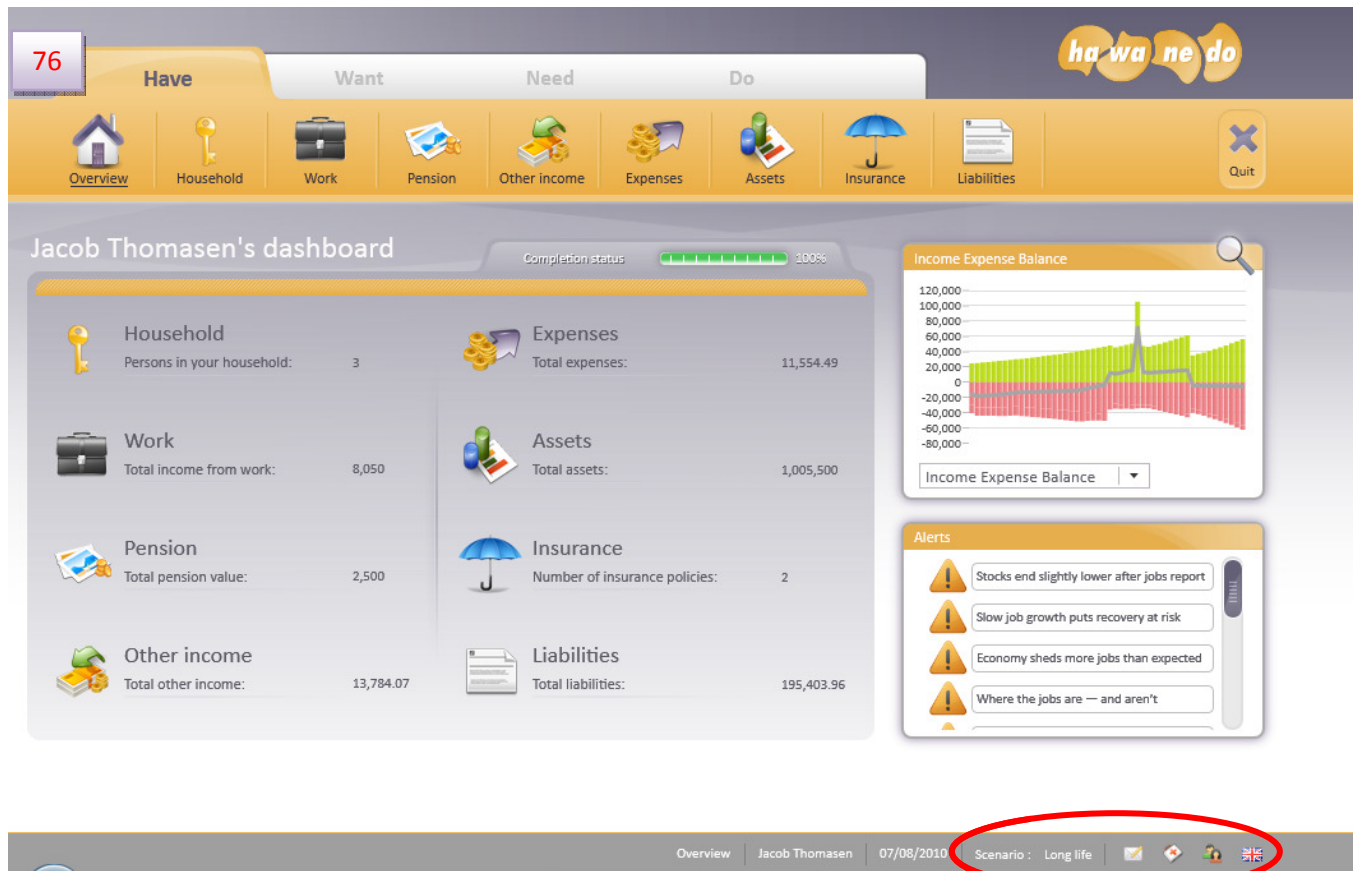 76
ha wa ne do
Have Want Need Do
Overview Household Work Pension Other income Expenses Assets Insurance Liabilities Quit
Jacob Thomasen's dashboard
Completion status 100%
Household
Persons in your household: 3
Work
Total income from work: 8,050
Pension
Total pension value: 2,500
Other income
Total other income: 13,784.07
Expenses
Total expenses: 11,554.49
Assets
Total assets: 1,005,500
Insurance
Number of insurance policies: 2
Liabilities
Total liabilities: 195,403.96
Income Expense Balance
120,000
100,000
80,000
60,000
40,000
20,000
0
-20,000
-40,000
-60,000
-80,000
Income Expense Balance
Alerts
Stocks end slightly lower after jobs report
Slow job growth puts recovery at risk
Economy sheds more jobs than expected
Where the jobs are — and aren't
Overview Jacob Thomasen 07/08/2010 Scenario : Long life